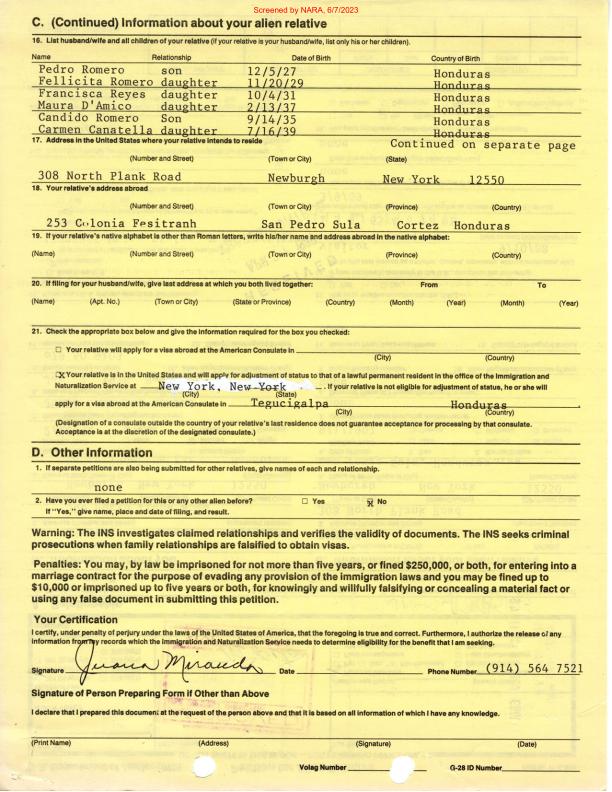 Screened by NARA, 6/7/2023
C. (Continued) Information about your alien relative
16. List husband/wife and all children of your relative (if your relative is your husband/wife, list only his or her children).
Name Relationship Date of Birth Country of Birth
Pedro Romero son 12/5/27 Honduras
Fellicita Romero daughter 11/20/29 Honduras
Francisca Reyes daughter 10/4/31 Honduras
Maura D'Amico daughter 2/13/37 Honduras
Candido Romero Son 9/14/35 Honduras
Carmen Canatella daughter 7/16/39 Honduras
17. Address in the United States where your relative intends to reside Continued on separate page
(Number and Street) (Town or City) (State)
308 North Plank Road Newburgh New York 12550
18. Your relative's address abroad
(Number and Street) (Town or City) (Province) (Country)
253 Colonia Fesitranh San Pedro Sula Cortez Honduras
19. If your relative's native alphabet is other than Roman letters, write his/her name and address abroad in the native alphabet:
(Name) (Number and Street) (Town or City) (Province) (Country)
20. If filing for your husband/wife, give last address at which you both lived together: From To
(Name) (Apt. No.) (Town or City) (State or Province) (Country) (Month) (Year) (Month) (Year)
21. Check the appropriate box below and give the information required for the box you checked:
☐ Your relative will apply for a visa abroad at the American Consulate in
(City) (Country)
☒ Your relative is in the United States and will apply for adjustment of status to that of a lawful permanent resident in the office of the Immigration and
Naturalization Service at New York, New York . If your relative is not eligible for adjustment of status, he or she will
(City) (State)
apply for a visa abroad at the American Consulate in Tegucigalpa Honduras .
(City) (Country)
(Designation of a consulate outside the country of your relative's last residence does not guarantee acceptance for processing by that consulate.
Acceptance is at the discretion of the designated consulate.)
D. Other Information
1. If separate petitions are also being submitted for other relatives, give names of each and relationship.
none
2. Have you ever filed a petition for this or any other alien before? ☐ Yes ☒ No
If "Yes," give name, place and date of filing, and result.
Warning: The INS investigates claimed relationships and verifies the validity of documents. The INS seeks criminal
prosecutions when family relationships are falsified to obtain visas.
Penalties: You may, by law be imprisoned for not more than five years, or fined $250,000, or both, for entering into a
marriage contract for the purpose of evading any provision of the immigration laws and you may be fined up to
$10,000 or imprisoned up to five years or both, for knowingly and willfully falsifying or concealing a material fact or
using any false document in submitting this petition.
Your Certification
I certify, under penalty of perjury under the laws of the United States of America, that the foregoing is true and correct. Furthermore, I authorize the release of any
information from my records which the Immigration and Naturalization Service needs to determine eligibility for the benefit that I am seeking.
Signature Juana Miranda Date Phone Number (914) 564 7521
Signature of Person Preparing Form if Other than Above
I declare that I prepared this document at the request of the person above and that it is based on all information of which I have any knowledge.
(Print Name) (Address) (Signature) (Date)
Volag Number G-28 ID Number